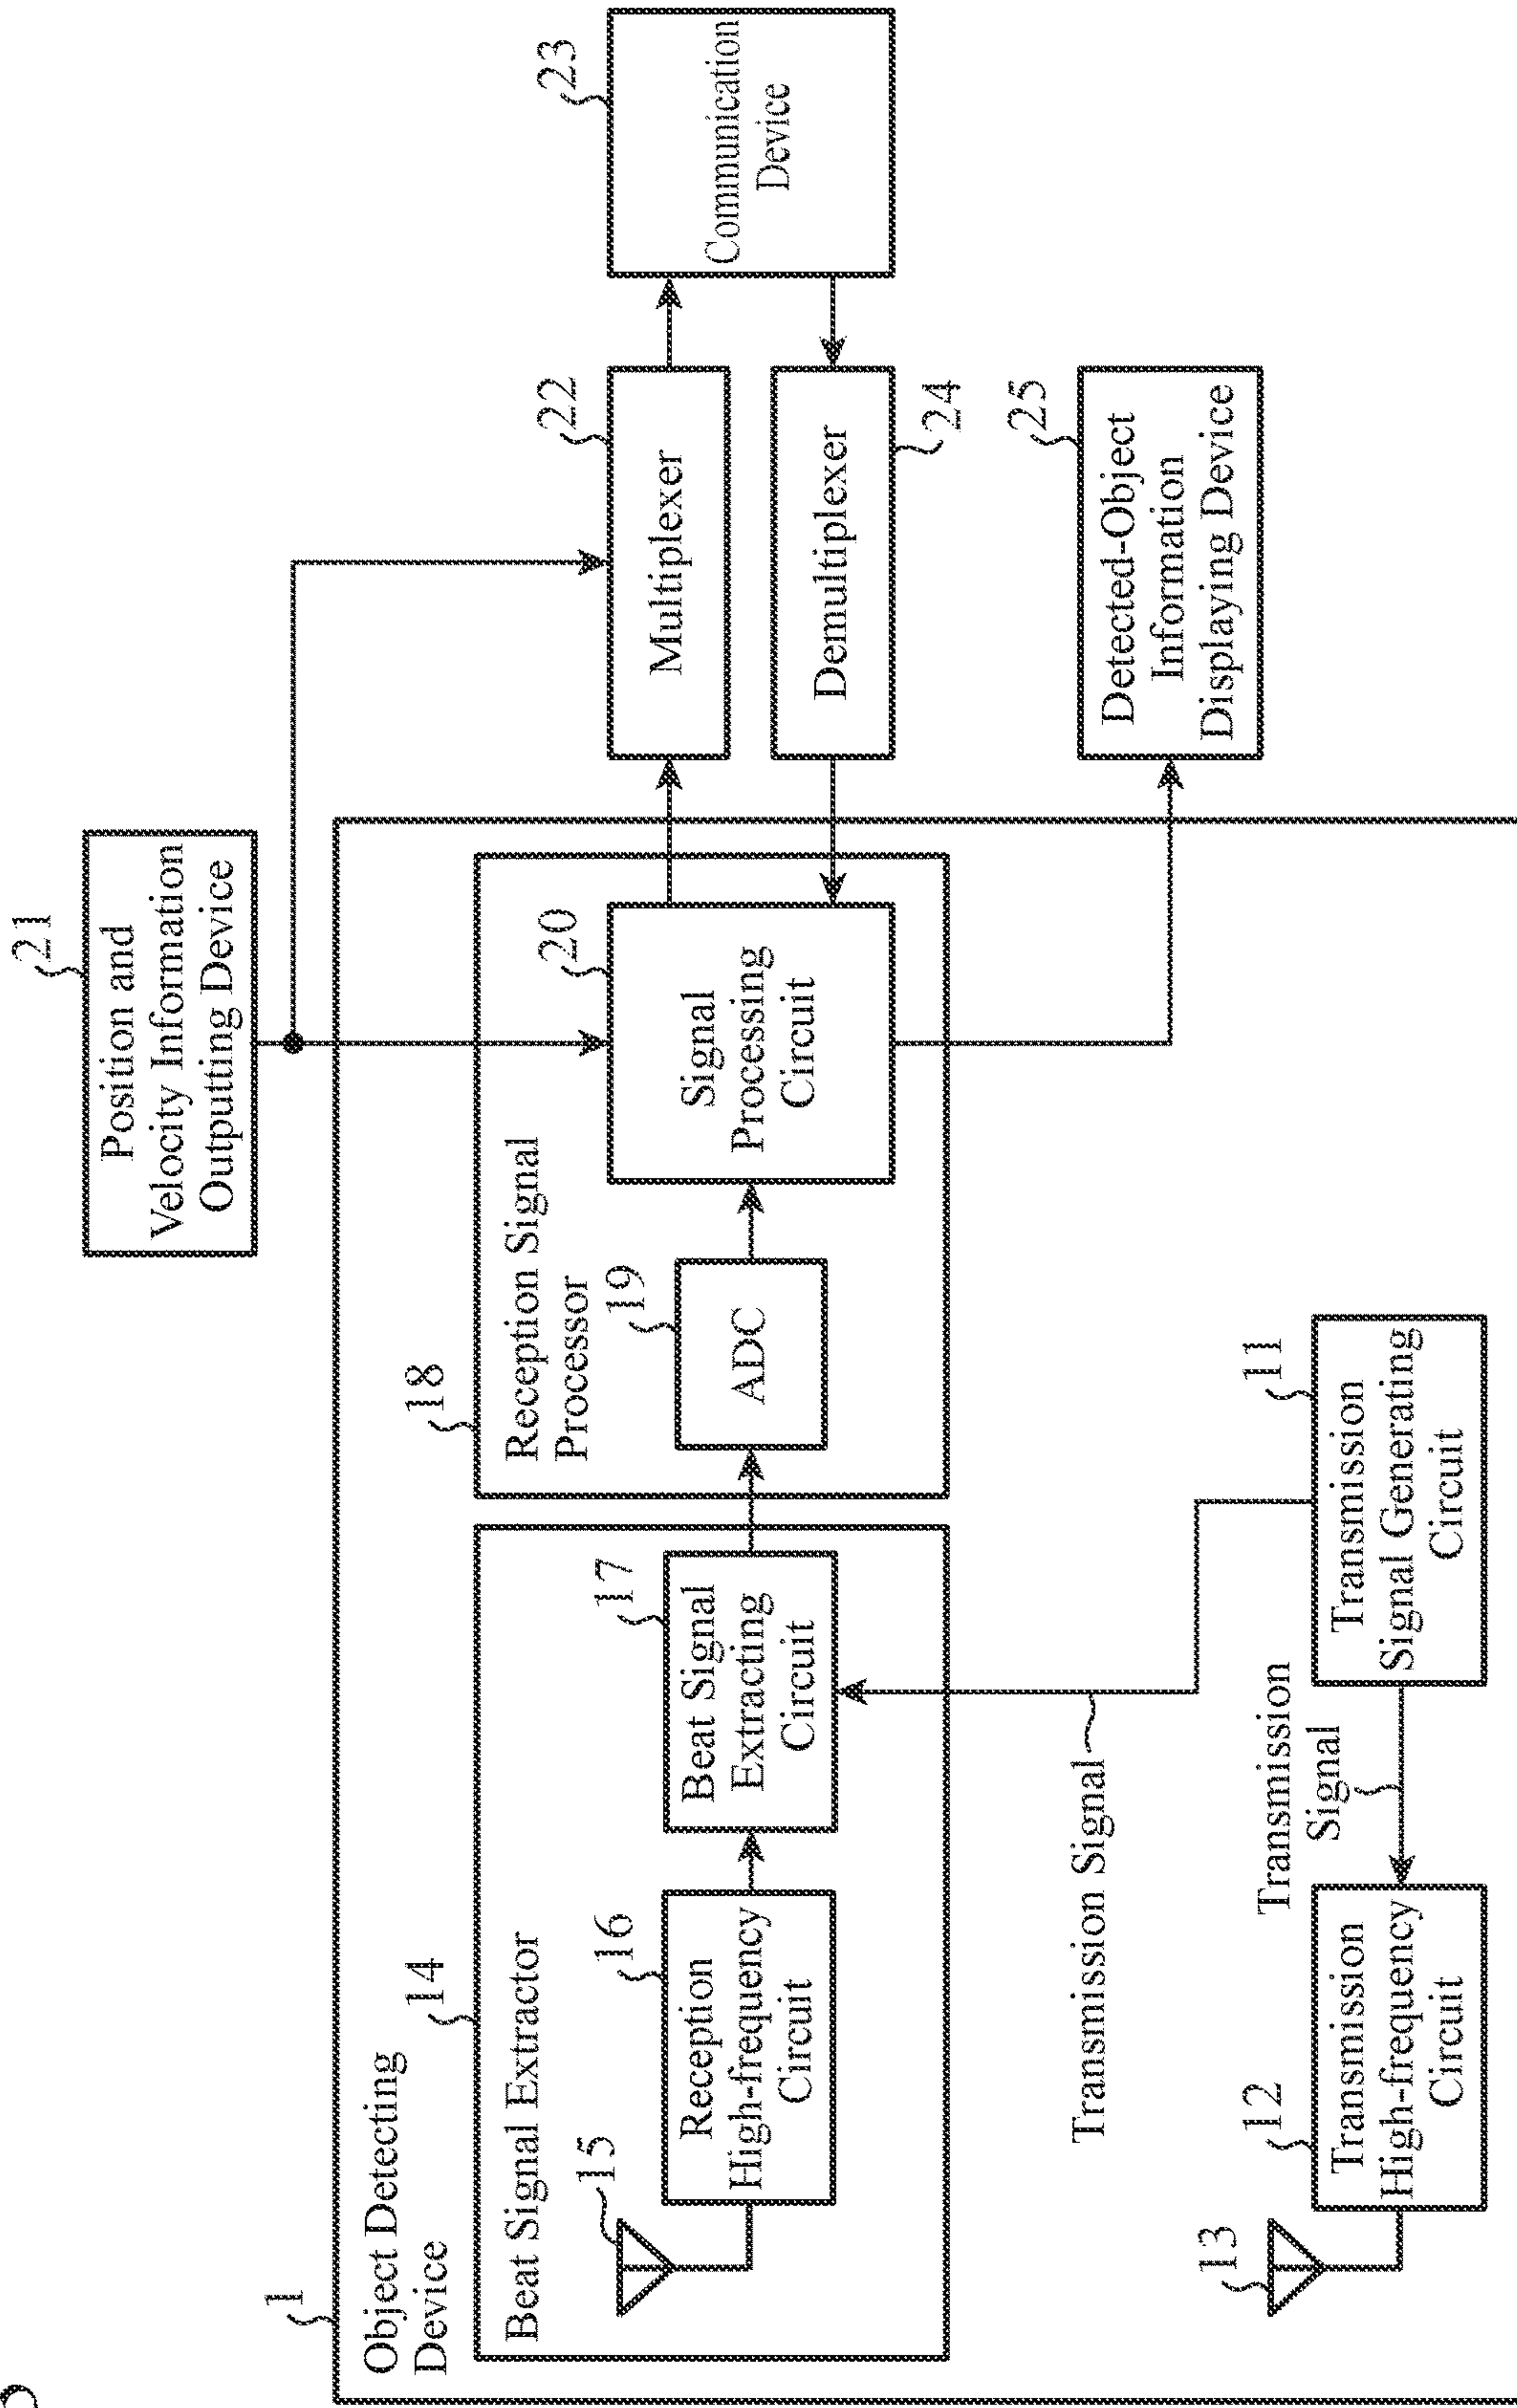 21
Position and
Velocity Information
Outputing Device
1
Object Detecting
Device
14
Beat Signal Extractor
15
16
Reception
High-frequency
Circuit
17
Beat Signal
Extracting
Circuit
18
Reception Signal
Processor
19
ADC
20
Signal
Processing
Circuit
22
Multiplexer
23
Communication
Device
Demultiplexer
24
25
Detected-Object
Information
Displaying Device
Transmission Signal
13
12
Transmission
High-frequency
Circuit
Transmission
Signal
11
Transmission
Signal Generating
Circuit